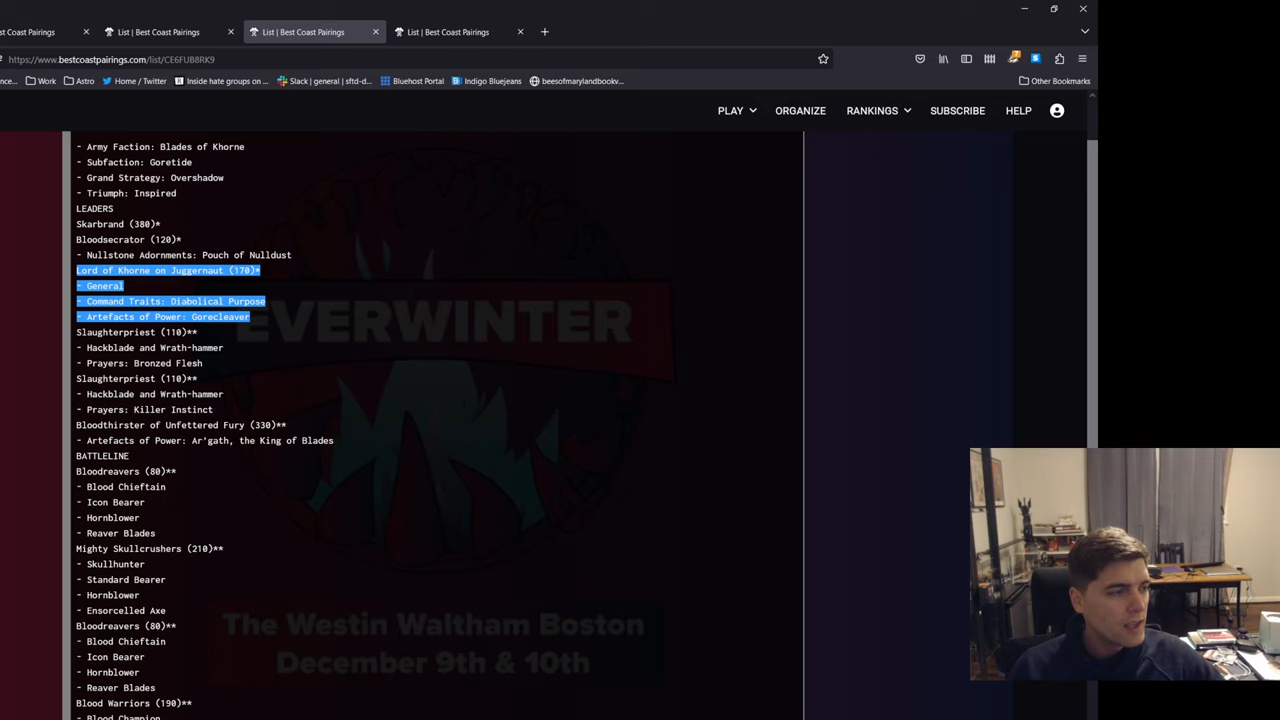 st Coast Pairings
List | Best Coast Pairings
List | Best Coast Pairings
List | Best Coast Pairings
https://www.bestcoastpairings.com/list/CE6FUB8RK9
nce...
Work
Astro
Home / Twitter
Inside hate groups on ...
Slack | general | sftd-d...
Bluehost Portal
Indigo Bluejeans
beesofmarylandbookv...
Other Bookmarks
PLAY
ORGANIZE
RANKINGS
SUBSCRIBE
HELP
- Army Faction: Blades of Khorne
- Subfaction: Goretide
- Grand Strategy: Overshadow
- Triumph: Inspired
LEADERS
Skarbrand (380)*
Bloodsecrator (120)*
- Nullstone Adornments: Pouch of Nulldust
Lord of Khorne on Juggernaut (170)*
- General
- Command Traits: Diabolical Purpose
- Artefacts of Power: Gorecleaver
Slaughterpriest (110)**
- Hackblade and Wrath-hammer
- Prayers: Bronzed Flesh
Slaughterpriest (110)**
- Hackblade and Wrath-hammer
- Prayers: Killer Instinct
Bloodthirster of Unfettered Fury (330)**
- Artefacts of Power: Ar'gath, the King of Blades
BATTLELINE
Bloodreavers (80)**
- Blood Chieftain
- Icon Bearer
- Hornblower
- Reaver Blades
Mighty Skullcrushers (210)**
- Skullhunter
- Standard Bearer
- Hornblower
- Ensorcelled Axe
Bloodreavers (80)**
- Blood Chieftain
- Icon Bearer
- Hornblower
- Reaver Blades
Blood Warriors (190)**
- Blood Champion
EVERWINTER
The Westin Waltham Boston
December 9th & 10th